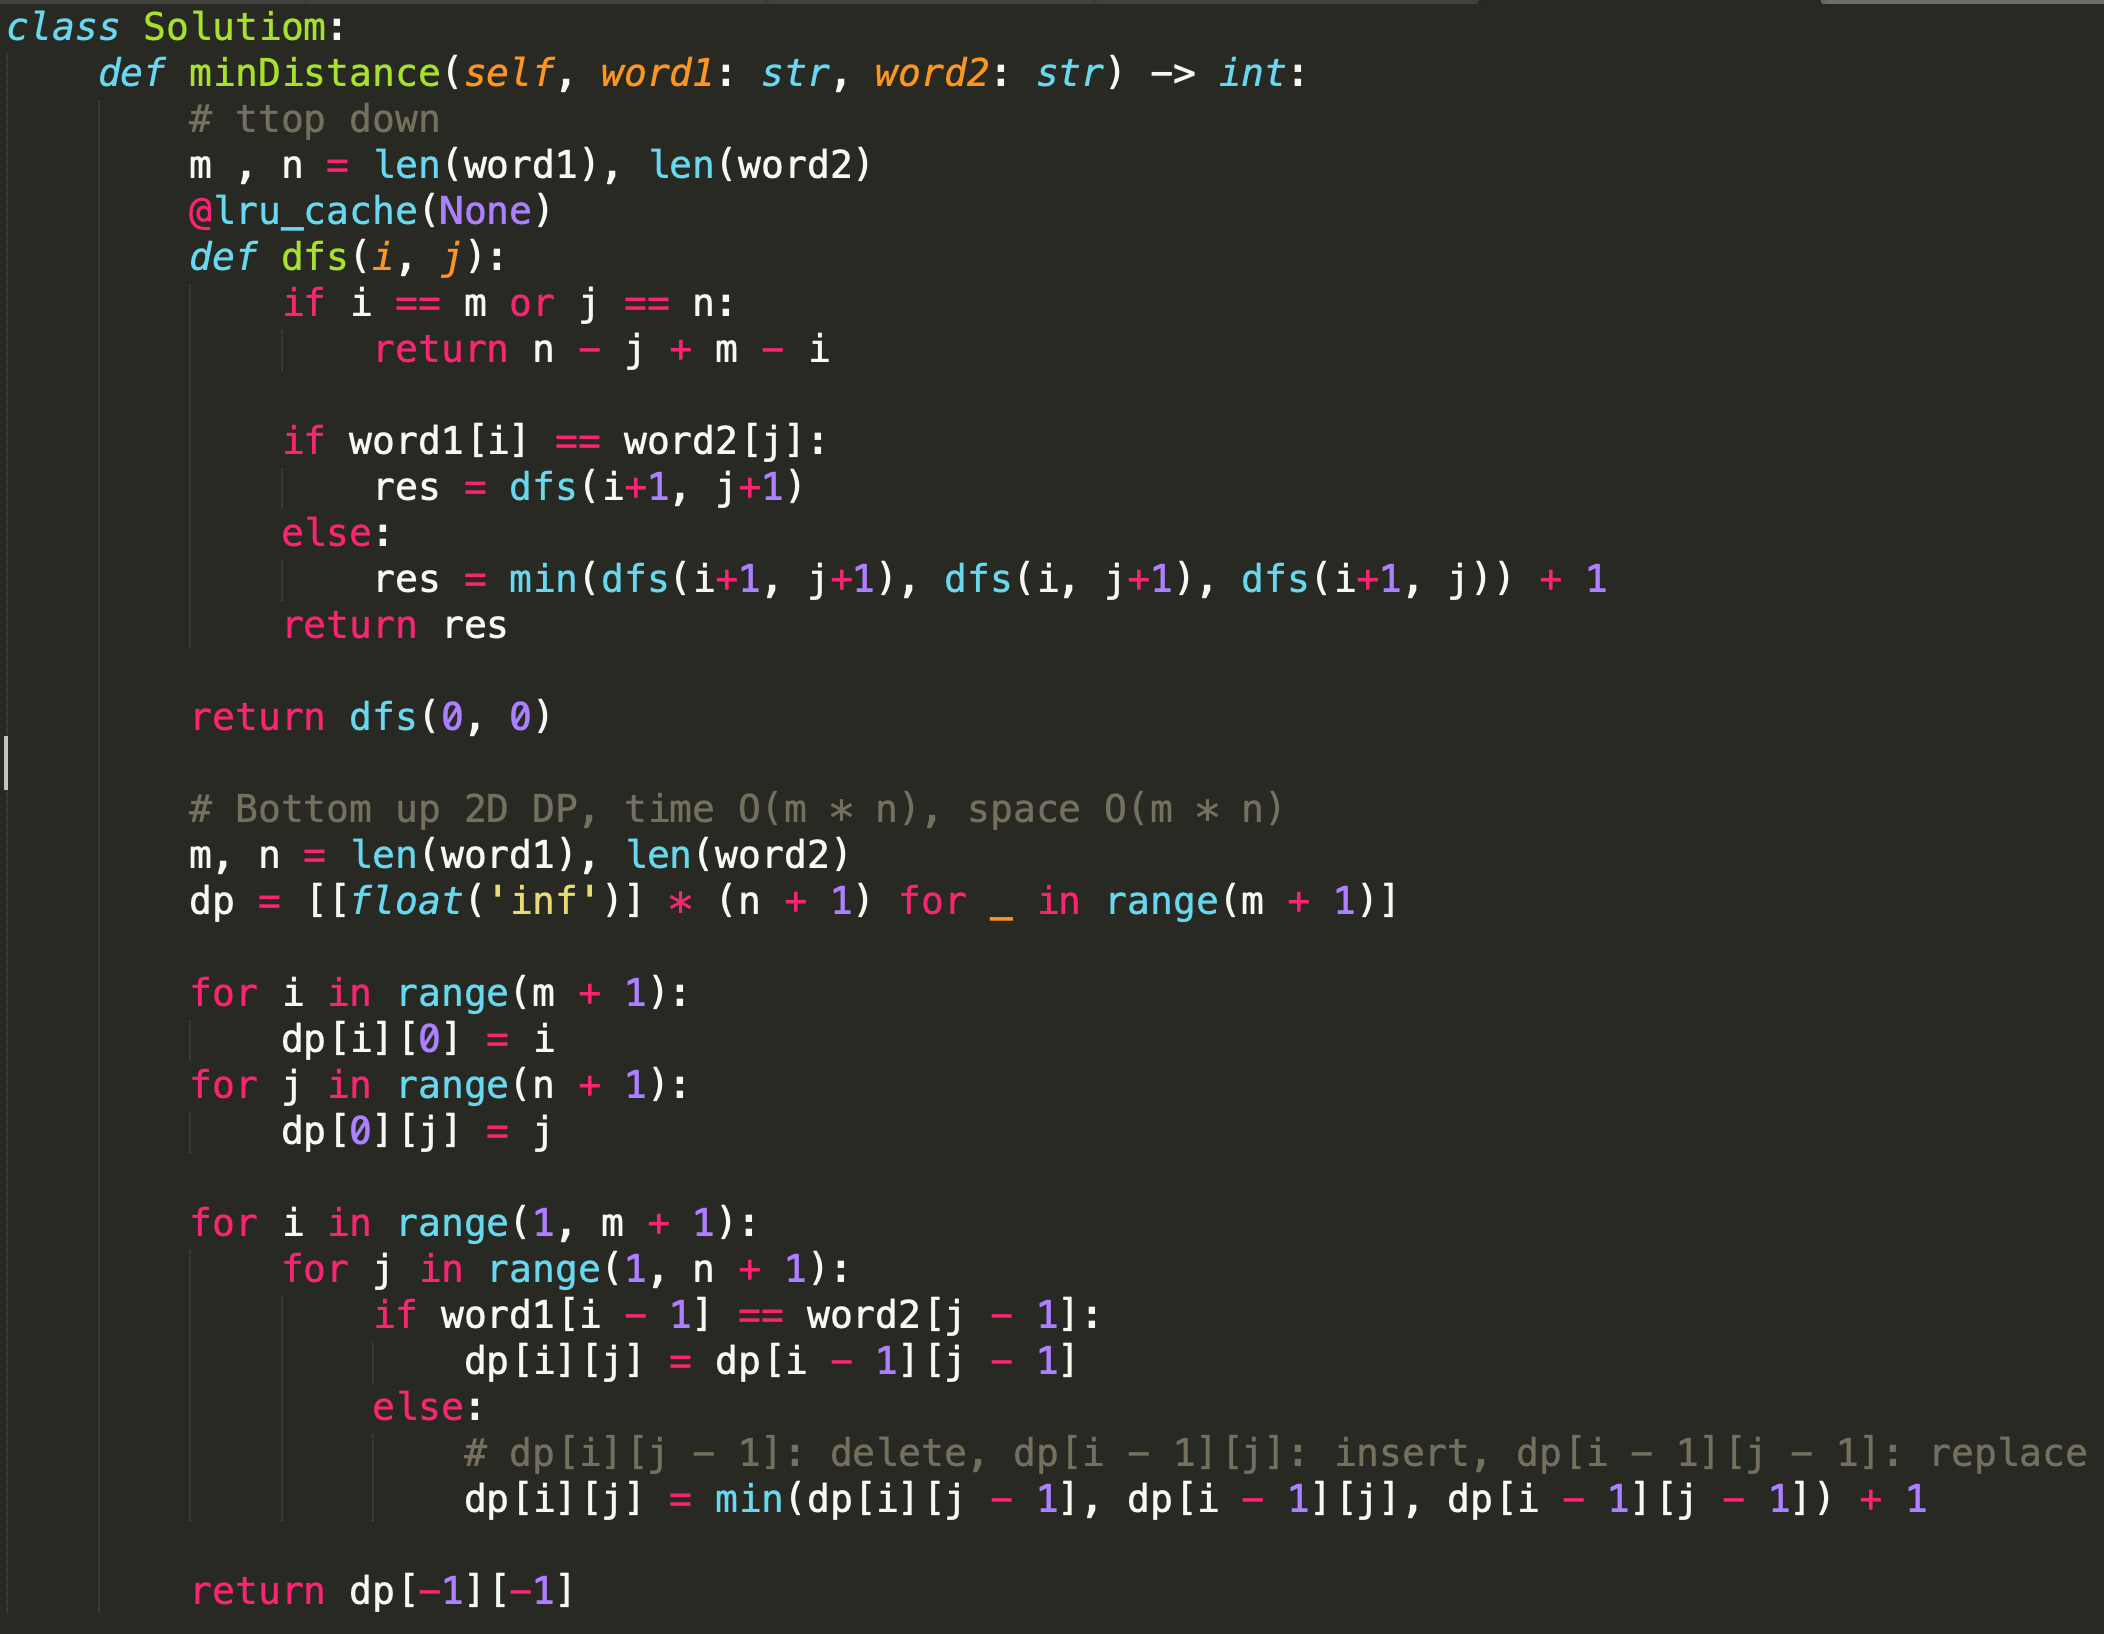 class Solutiom:
    def minDistance(self, word1: str, word2: str) -> int:
        # ttop down
        m , n = len(word1), len(word2)
        @lru_cache(None)
        def dfs(i, j):
            if i == m or j == n:
                return n - j + m - i

            if word1[i] == word2[j]:
                res = dfs(i+1, j+1)
            else:
                res = min(dfs(i+1, j+1), dfs(i, j+1), dfs(i+1, j)) + 1
            return res

        return dfs(0, 0)

        # Bottom up 2D DP, time O(m * n), space O(m * n)
        m, n = len(word1), len(word2)
        dp = [[float('inf')] * (n + 1) for _ in range(m + 1)]

        for i in range(m + 1):
            dp[i][0] = i
        for j in range(n + 1):
            dp[0][j] = j

        for i in range(1, m + 1):
            for j in range(1, n + 1):
                if word1[i - 1] == word2[j - 1]:
                    dp[i][j] = dp[i - 1][j - 1]
                else:
                    # dp[i][j - 1]: delete, dp[i - 1][j]: insert, dp[i - 1][j - 1]: replace
                    dp[i][j] = min(dp[i][j - 1], dp[i - 1][j], dp[i - 1][j - 1]) + 1

        return dp[-1][-1]